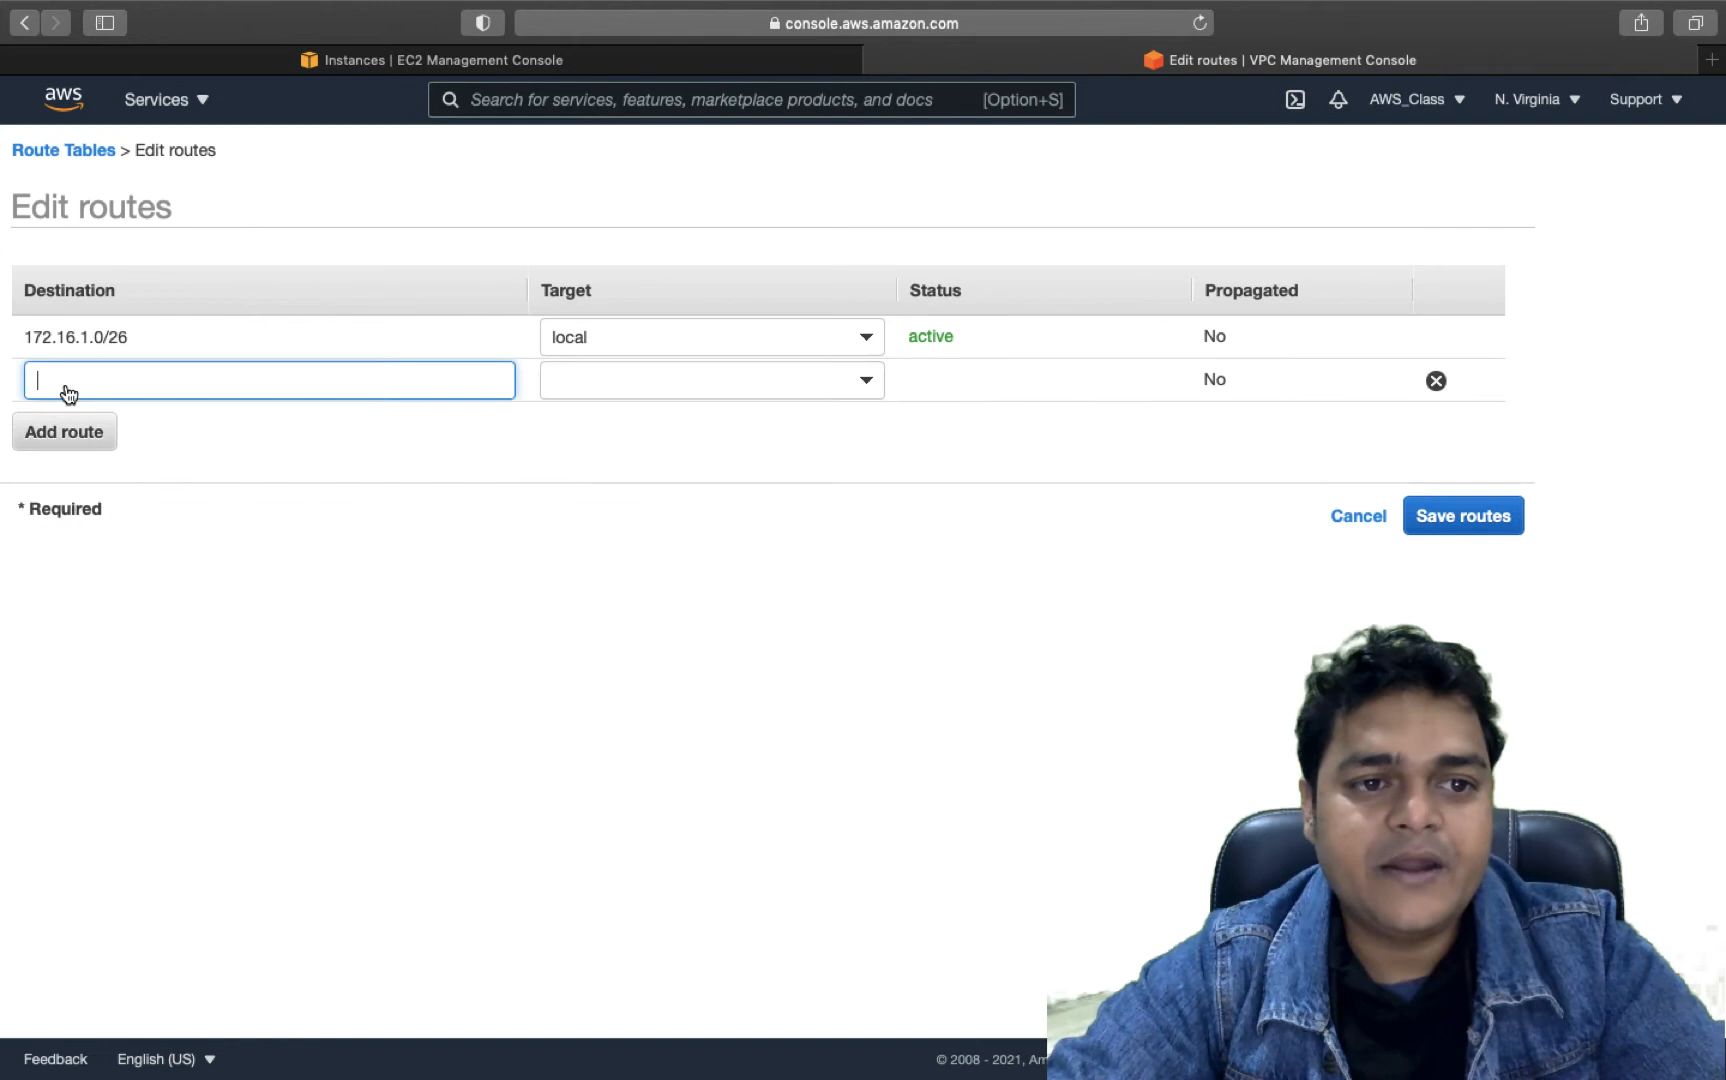 console.aws.amazon.com
Instances | EC2 Management Console
Edit routes | VPC Management Console
aws
Services
Search for services, features, marketplace products, and docs [Option+S]
AWS_Class
N. Virginia
Support
Route Tables > Edit routes
Edit routes
Destination Target Status Propagated
172.16.1.0/26 local active No
No
Add route
* Required
Cancel
Save routes
Feedback
English (US)
© 2008 - 2021,